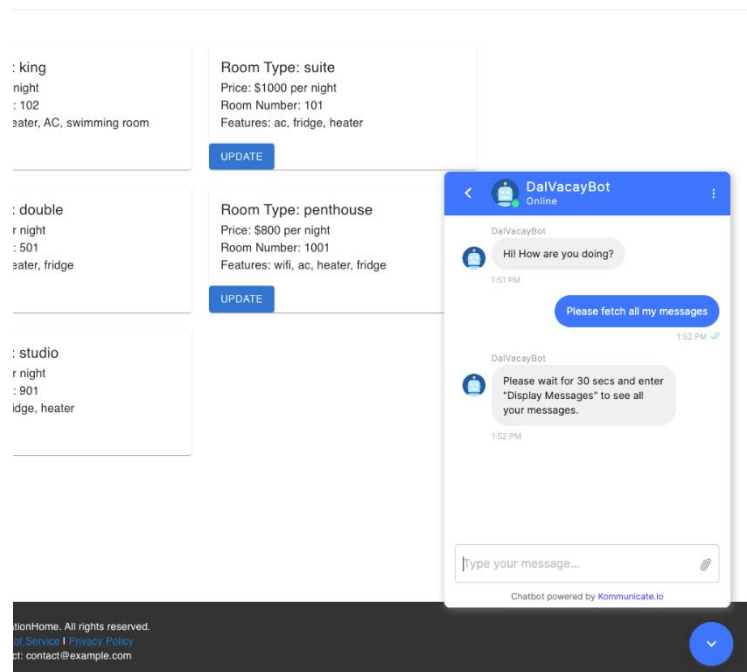 : king
night
: 102
eater, AC, swimming room
Room Type: suite
Price: $1000 per night
Room Number: 101
Features: ac, fridge, heater
UPDATE
: double
r night
: 501
eater, fridge
Room Type: penthouse
Price: $800 per night
Room Number: 1001
Features: wifi, ac, heater, fridge
UPDATE
: studio
r night
: 901
idge, heater
DalVacayBot
Online
DalVacayBot
Hi! How are you doing?
1:51 PM
Please fetch all my messages
1:52 PM
DalVacayBot
Please wait for 30 secs and enter
"Display Messages" to see all
your messages.
1:52 PM
Type your message...
Chatbot powered by Kommunicate.io
ationHome. All rights reserved.
of Service | Privacy Policy
ct: contact@example.com